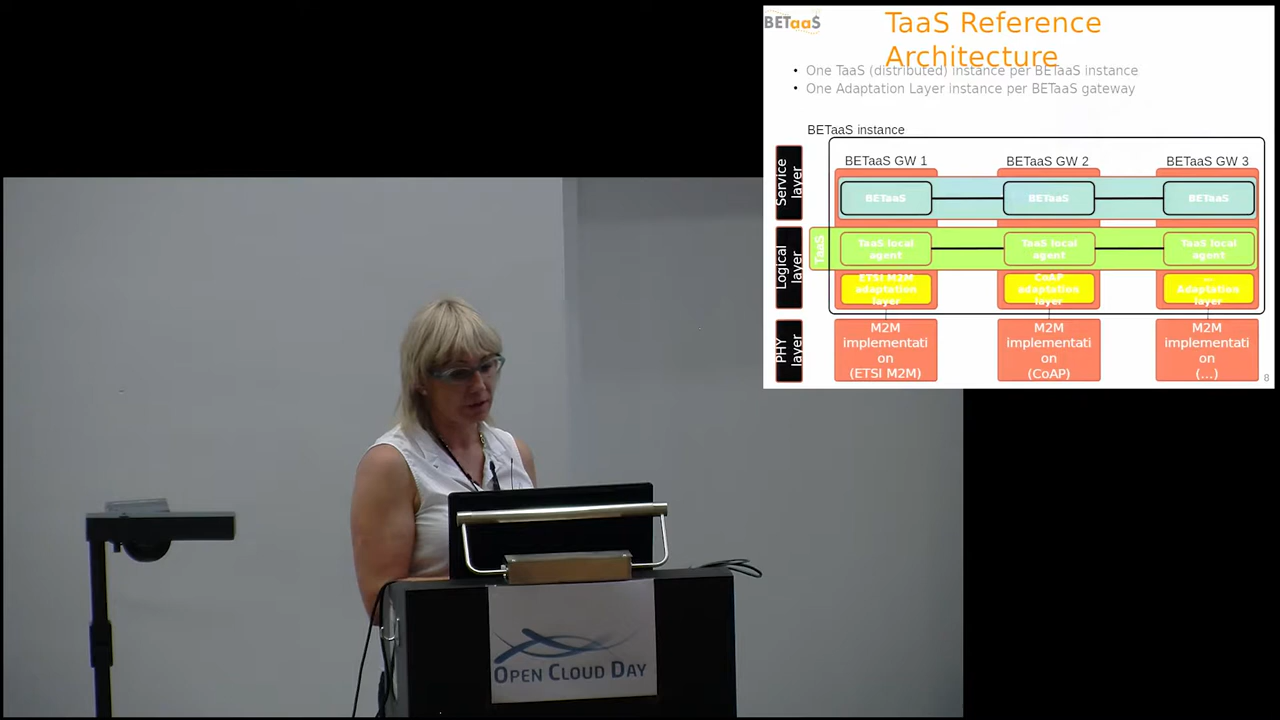 BETaaS
TaaS Reference
Architecture
• One TaaS (distributed) instance per BETaaS instance
• One Adaptation Layer instance per BETaaS gateway
BETaaS instance
Service layer
BETaaS GW 1
BETaaS GW 2
BETaaS GW 3
BETaaS
BETaaS
BETaaS
Logical layer
TaaS
TaaS local
agent
TaaS local
agent
TaaS local
agent
ETSI M2M
adaptation
layer
CoAP
adaptation
layer
...
Adaptation
layer
PHY layer
M2M
implementati
on
(ETSI M2M)
M2M
implementati
on
(CoAP)
M2M
implementati
on
(...)
8
OPEN CLOUD DAY